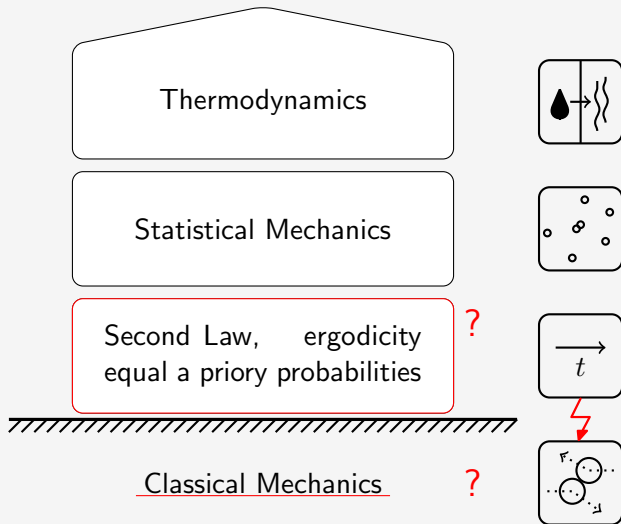 Thermodynamics
Statistical Mechanics
Second Law, ergodicity
equal a priory probabilities
?
t
Classical Mechanics
?